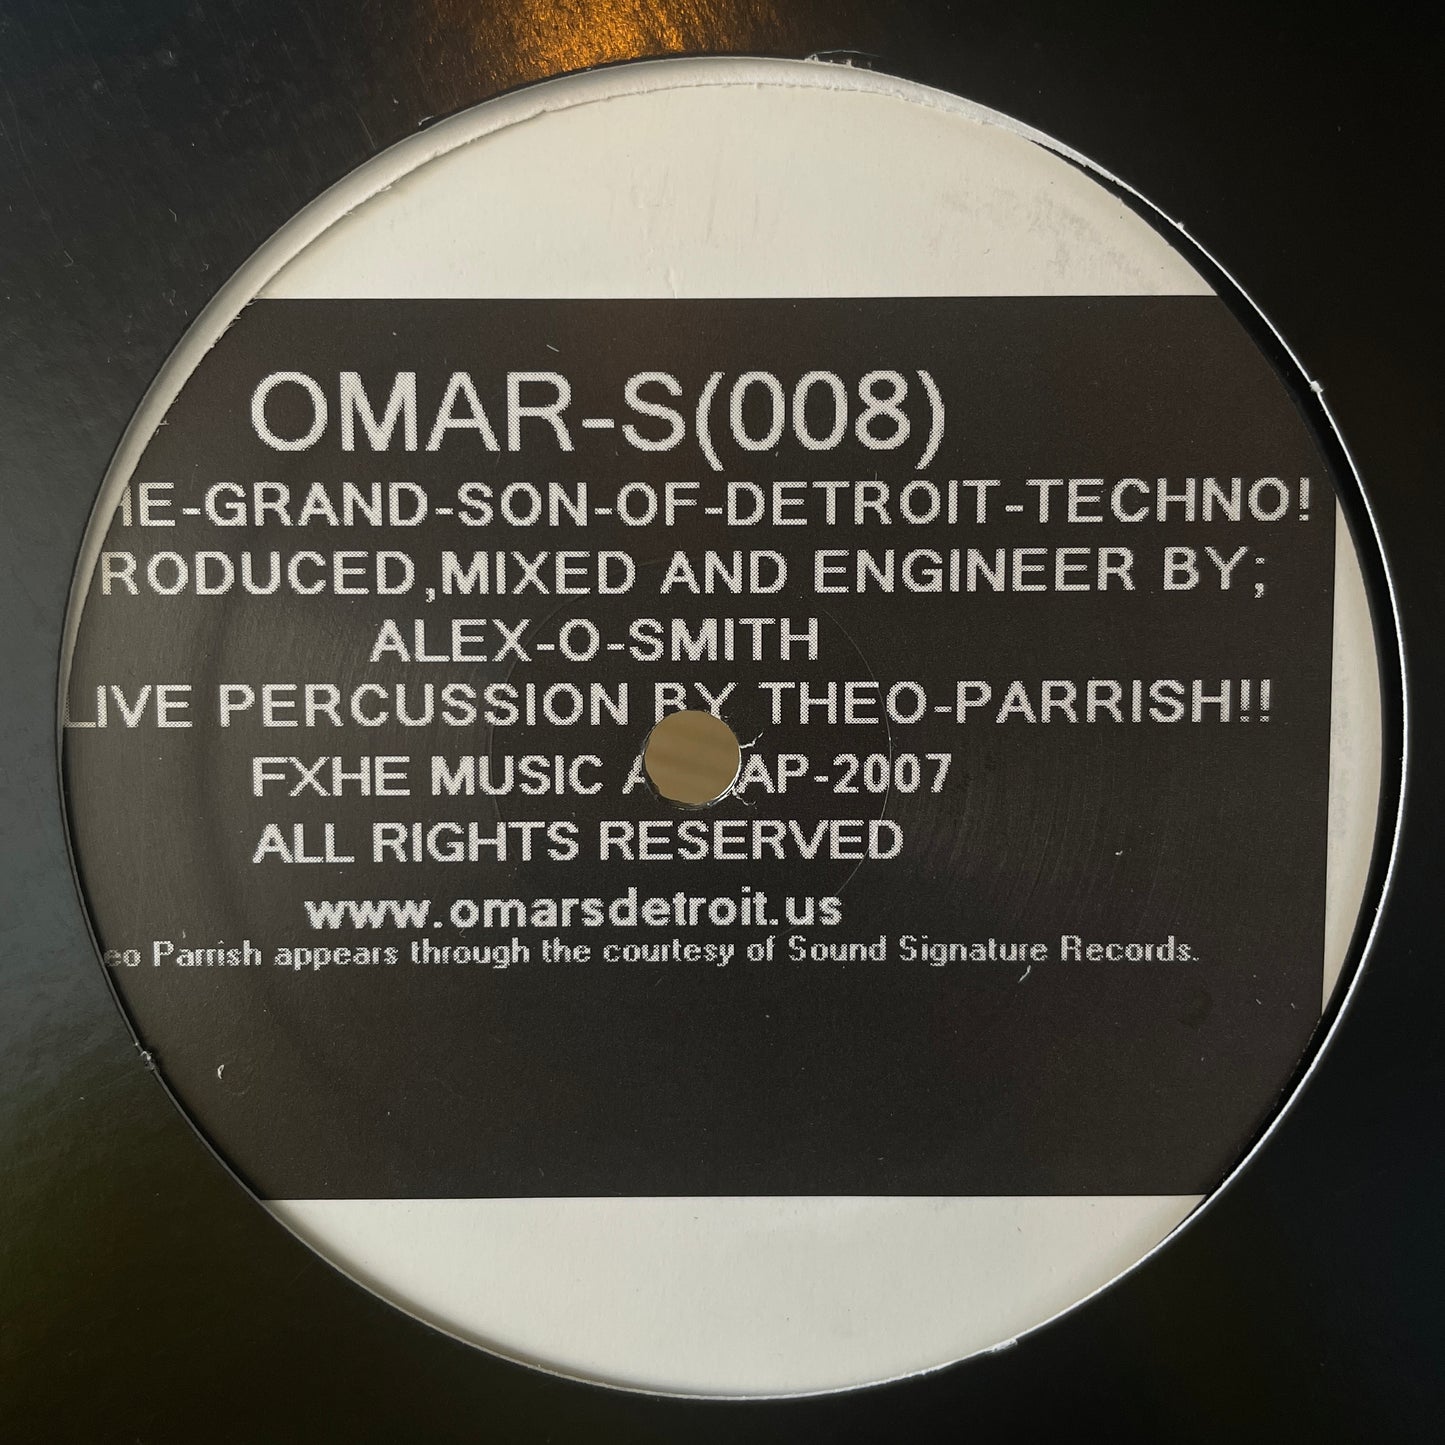 OMAR-S(008)
HE-GRAND-SON-OF-DETROIT-TECHNO!
RODUCED,MIXED AND ENGINEER BY;
ALEX-O-SMITH
LIVE PERCUSSION BY THEO-PARRISH!!
FXHE MUSIC AP-2007
ALL RIGHTS RESERVED
www.omarsdetroit.us
eo Parrish appears through the courtesy of Sound Signature Records.